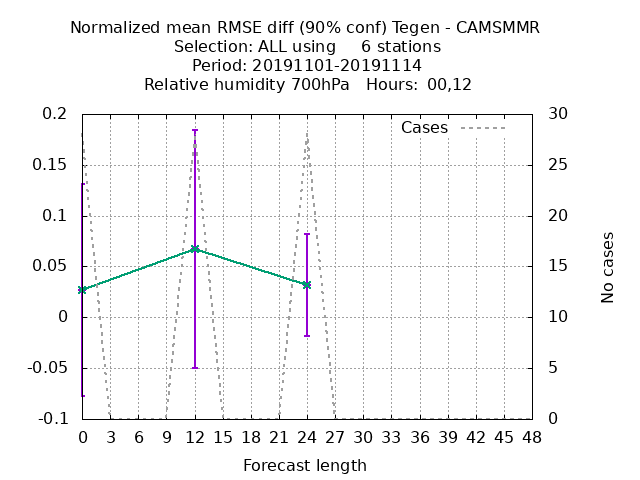 Normalized mean RMSE diff (90% conf) Tegen - CAMSMMR
Selection: ALL using     6 stations
Period: 20191101-20191114
Relative humidity 700hPa   Hours:  00,12
0.2
0.15
0.1
0.05
0
-0.05
-0.1
Cases
30
25
20
15
10
5
0
No cases
0 3 6 9 12 15 18 21 24 27 30 33 36 39 42 45 48
Forecast length